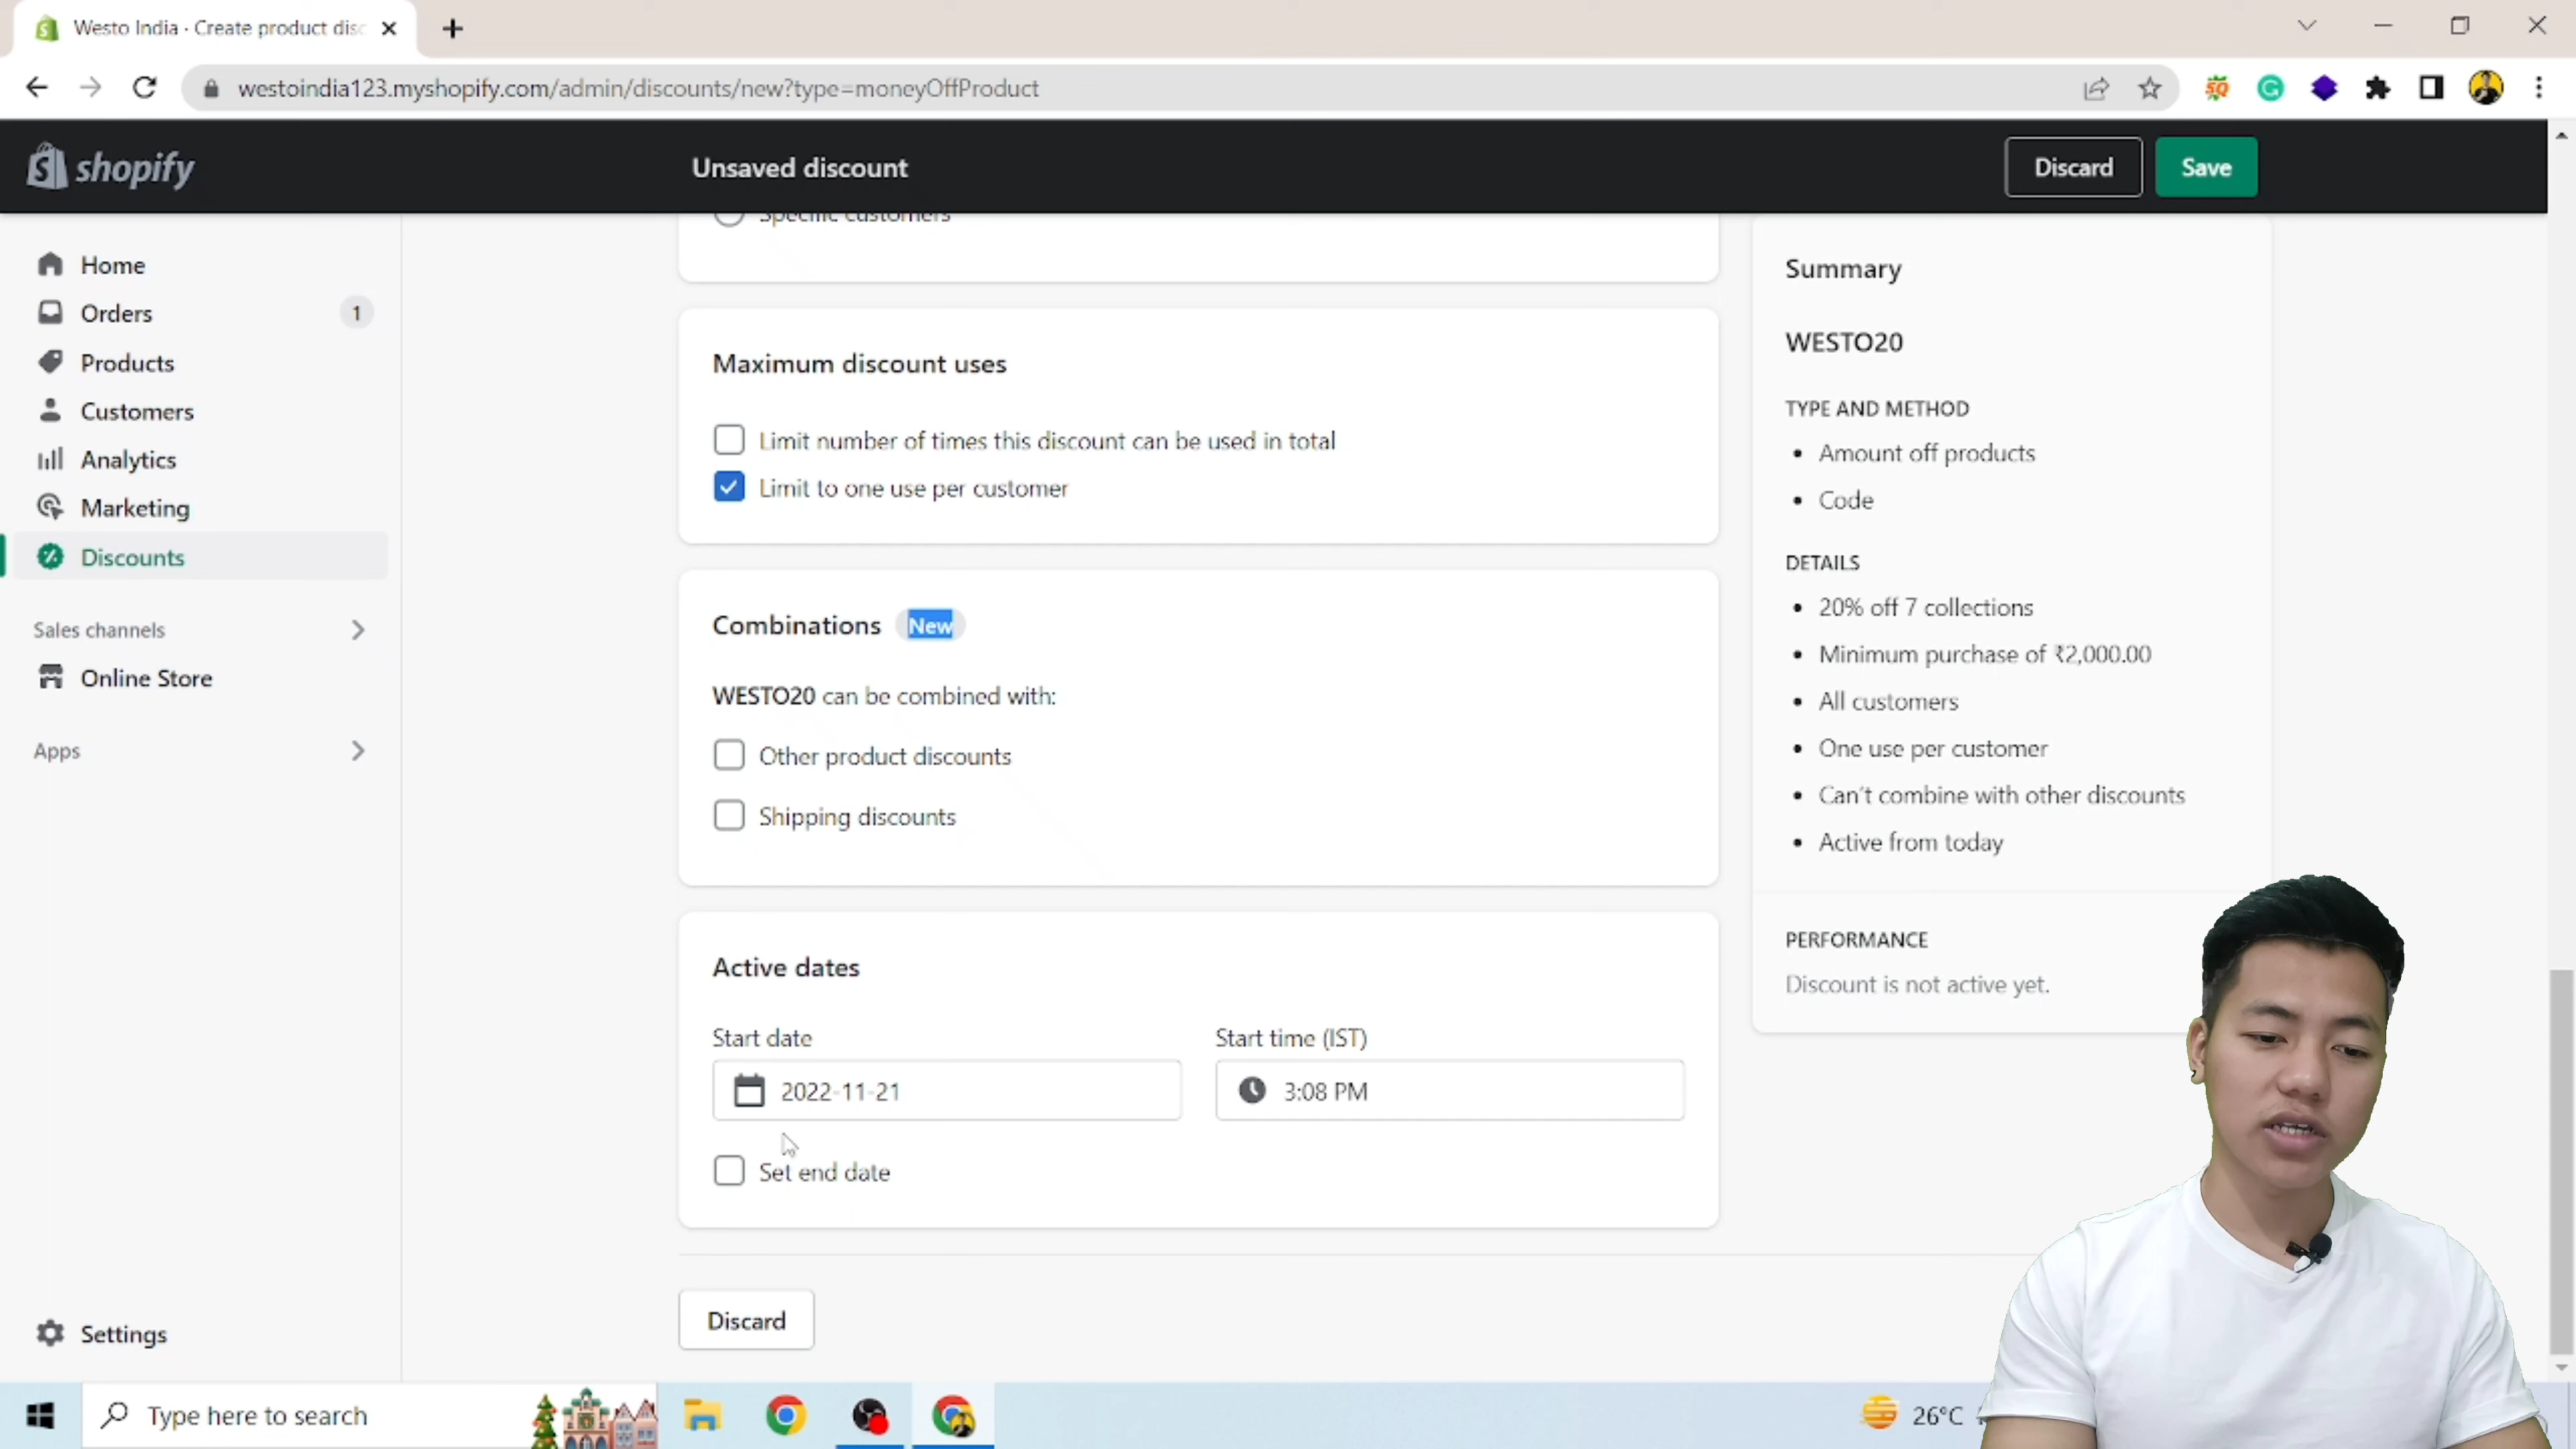 Westo India · Create product disc
westoindia123.myshopify.com/admin/discounts/new?type=moneyOffProduct
shopify
Unsaved discount
Discard
Save
Home
Orders
1
Products
Customers
Analytics
Marketing
Discounts
Sales channels
Online Store
Apps
Settings
Specific customers
Maximum discount uses
Limit number of times this discount can be used in total
Limit to one use per customer
Combinations New
WESTO20 can be combined with:
Other product discounts
Shipping discounts
Active dates
Start date
Start time (IST)
2022-11-21
3:08 PM
Set end date
Discard
Summary
WESTO20
TYPE AND METHOD
• Amount off products
• Code
DETAILS
• 20% off 7 collections
• Minimum purchase of ₹2,000.00
• All customers
• One use per customer
• Can't combine with other discounts
• Active from today
PERFORMANCE
Discount is not active yet.
Type here to search
26°C